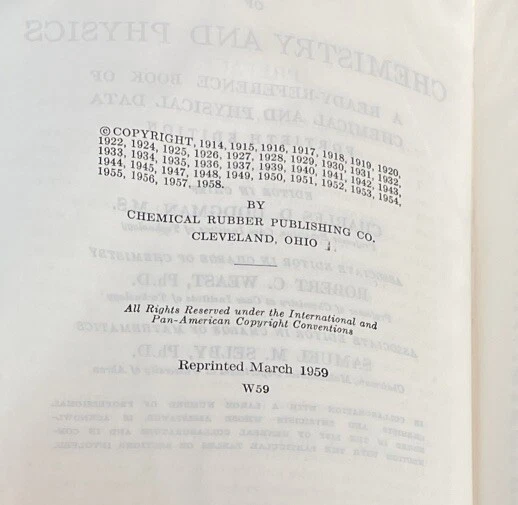 ©COPYRIGHT, 1914, 1915, 1916, 1917, 1918, 1919, 1920,
1922, 1924, 1925, 1926, 1927, 1928, 1929, 1930, 1931, 1932,
1933, 1934, 1935, 1936, 1937, 1939, 1940, 1941, 1942, 1943,
1944, 1945, 1947, 1948, 1949, 1950, 1951, 1952, 1953, 1954,
1955, 1956, 1957, 1958.
BY
CHEMICAL RUBBER PUBLISHING CO.
CLEVELAND, OHIO
All Rights Reserved under the International and
Pan-American Copyright Conventions
Reprinted March 1959
W59